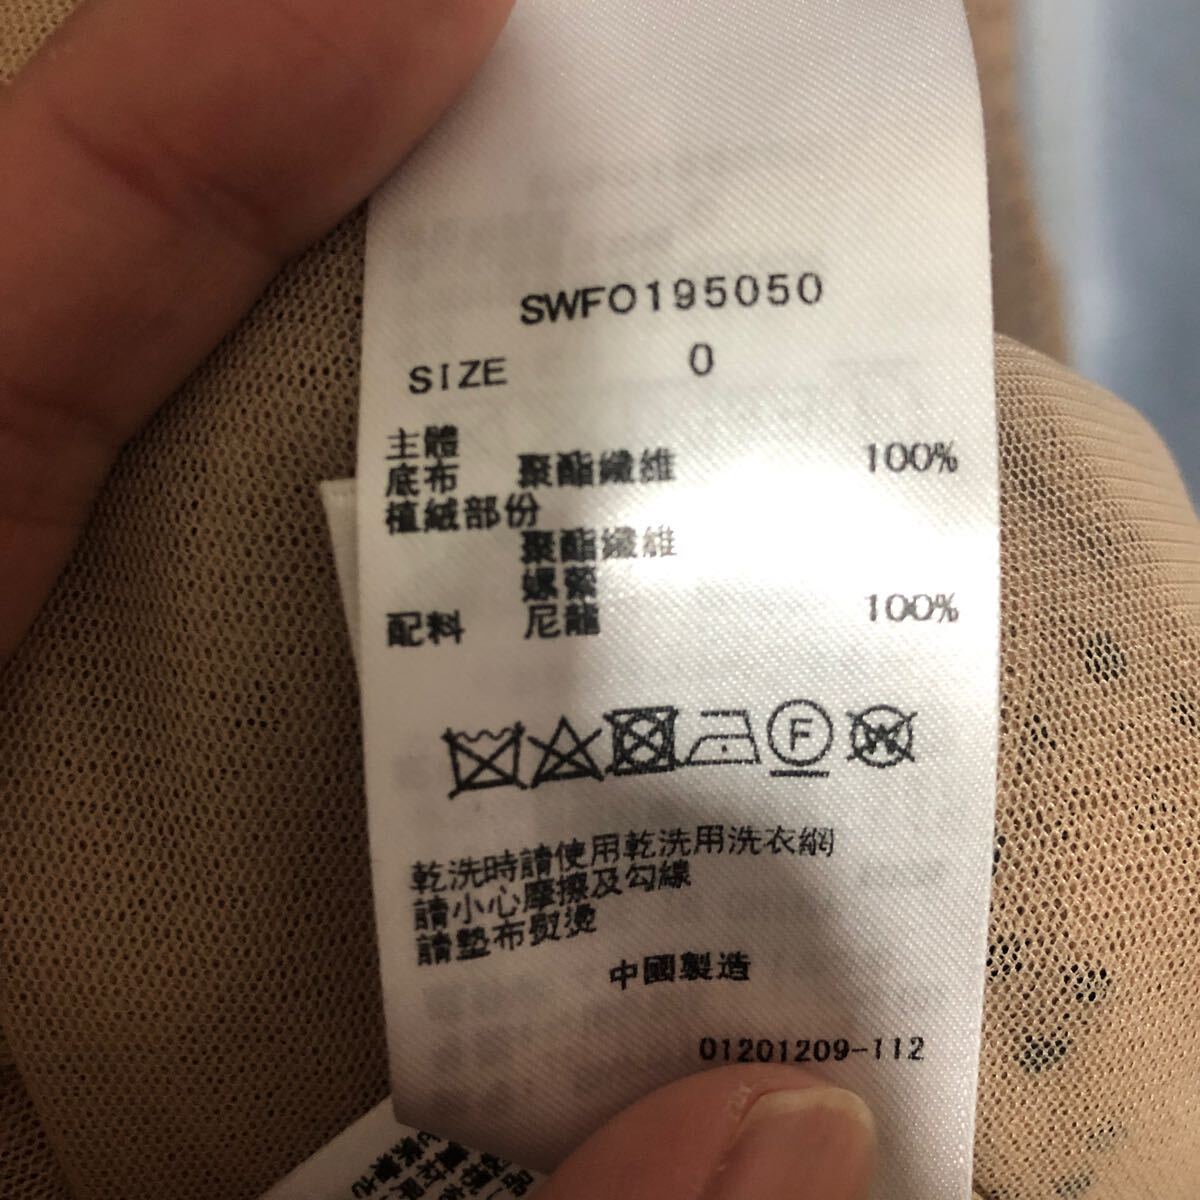 SWFO195050
SIZE 0
主體
底布 聚酯纖維 100%
植絨部份
聚酯纖維
嫘縈
配料 尼龍 100%
F
W
乾洗時請使用乾洗用洗衣網
請小心摩擦及勾線
請墊布熨燙
中國製造
01201209-112